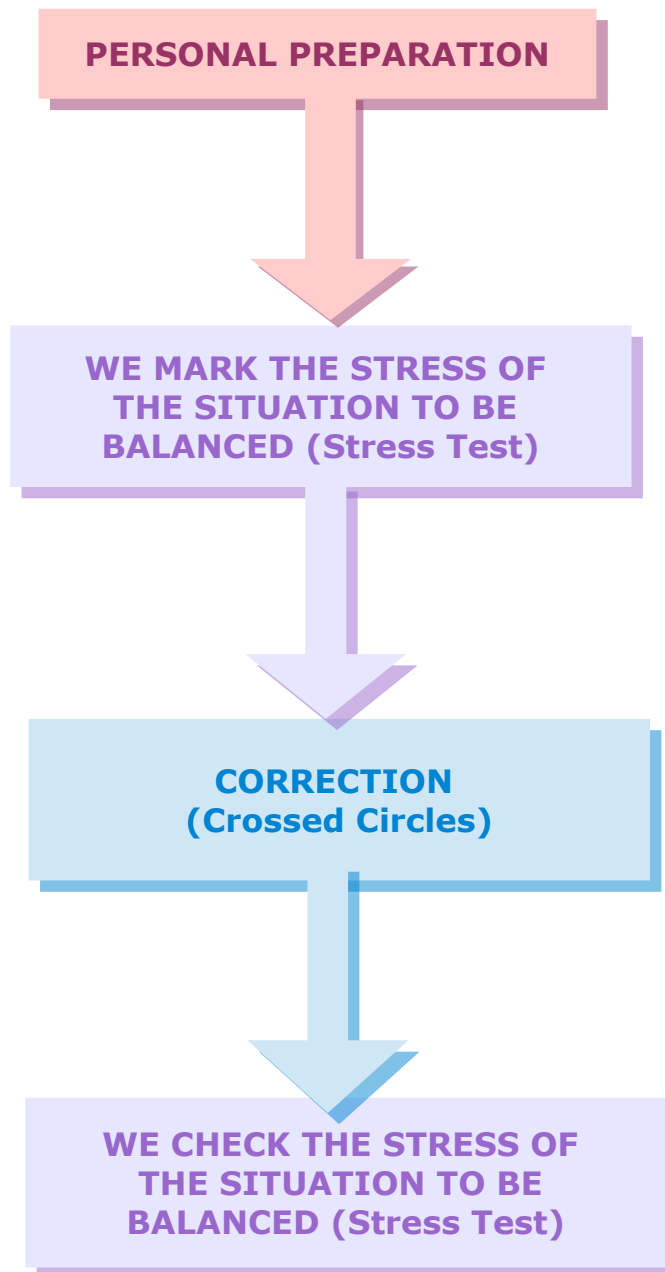 PERSONAL PREPARATION
WE MARK THE STRESS OF
THE SITUATION TO BE
BALANCED (Stress Test)
CORRECTION
(Crossed Circles)
WE CHECK THE STRESS OF
THE SITUATION TO BE
BALANCED (Stress Test)